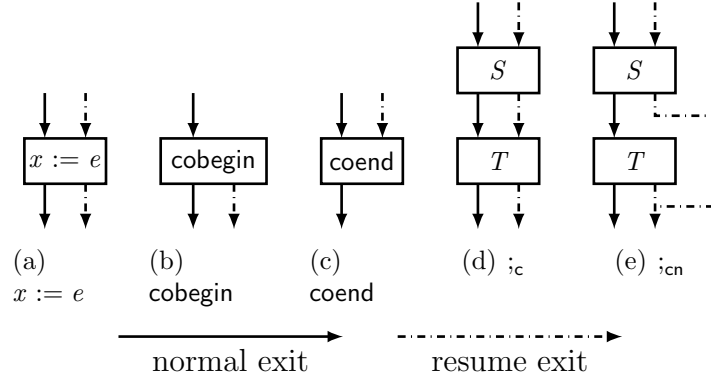 S
S
x := e
cobegin
coend
T
T
(a)
x := e
(b)
cobegin
(c)
coend
(d) ;c
(e) ;cn
normal exit
resume exit